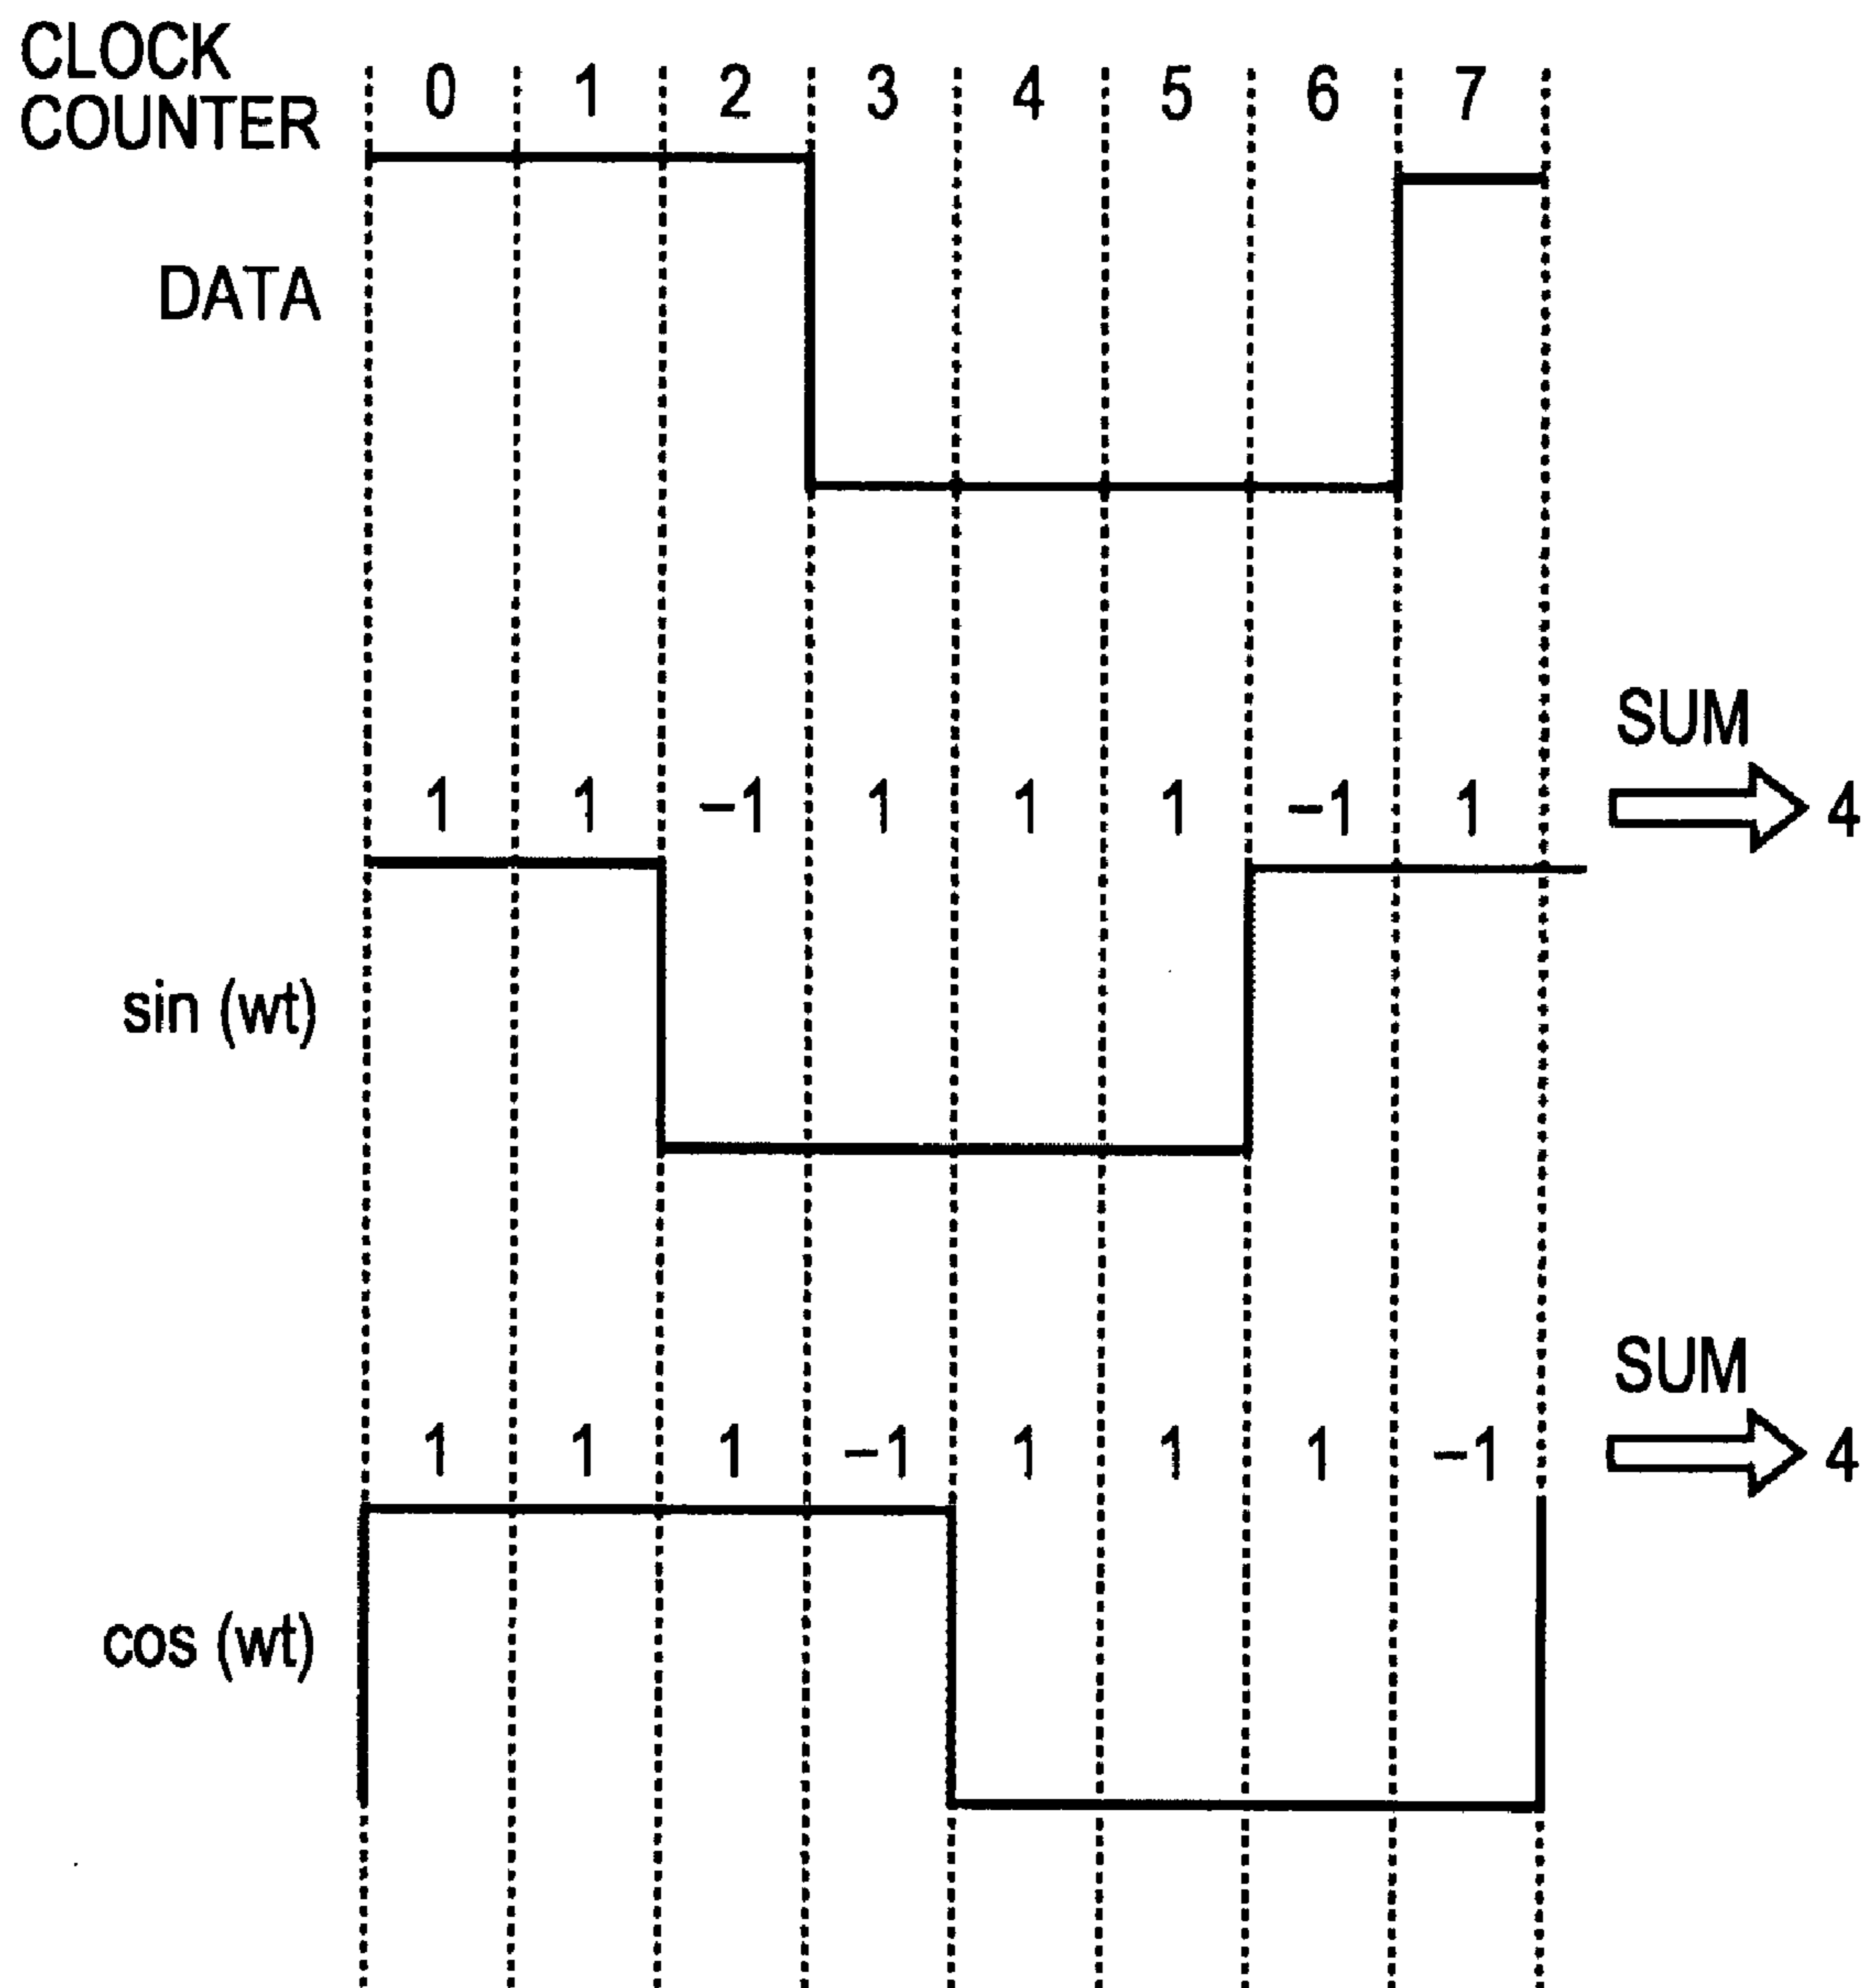 CLOCK
COUNTER
0 1 2 3 4 5 6 7
DATA
SUM
1 1 −1 1 1 1 −1 1 4
sin (wt)
SUM
1 1 1 −1 1 1 1 −1 4
cos (wt)